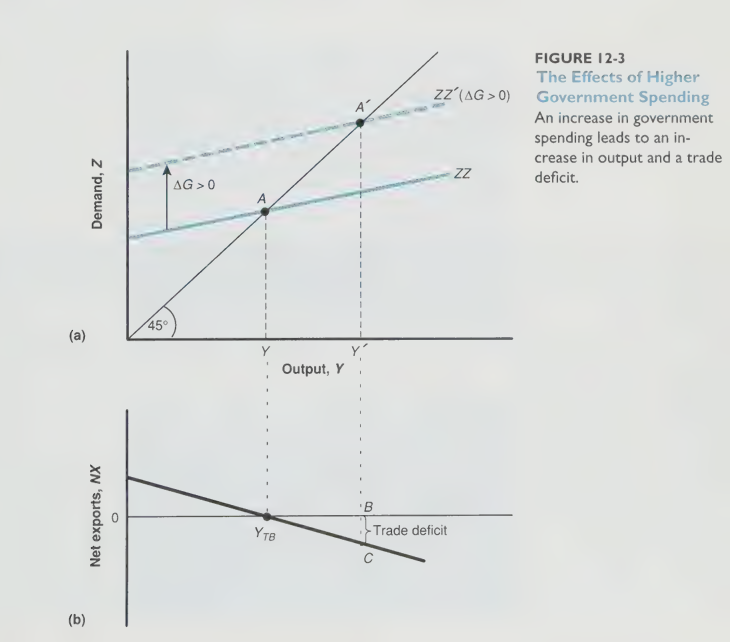 FIGURE 12-3
The Effects of Higher
Government Spending
An increase in government
spending leads to an in-
crease in output and a trade
deficit.
Demand, Z
A´
ZZ´(ΔG > 0)
ΔG > 0
A
ZZ
45°
(a)
Y
Y´
Output, Y
Net exports, NX
0
B
Y_TB
Trade deficit
C
(b)